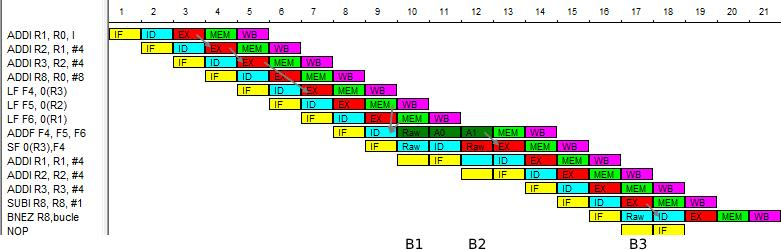 1 2 3 4 5 6 7 8 9 10 11 12 13 14 15 16 17 18 19 20 21
ADDI R1, R0, I IF ID EX MEM WB
ADDI R2, R1, #4 IF ID EX MEM WB
ADDI R3, R2, #4 IF ID EX MEM WB
ADDI R8, R0, #8 IF ID EX MEM WB
LF F4, 0(R3) IF ID EX MEM WB
LF F5, 0(R2) IF ID EX MEM WB
LF F6, 0(R1) IF ID EX MEM WB
ADDF F4, F5, F6 IF ID Raw A0 A1 MEM WB
SF 0(R3),F4 IF Raw ID Raw EX MEM WB
ADDI R1, R1, #4 IF ID EX MEM WB
ADDI R2, R2, #4 IF ID EX MEM WB
ADDI R3, R3, #4 IF ID EX MEM WB
SUBI R8, R8, #1 IF ID EX MEM WB
BNEZ R8,bucle IF Raw ID EX MEM WB
NOP IF ID
B1 B2 B3